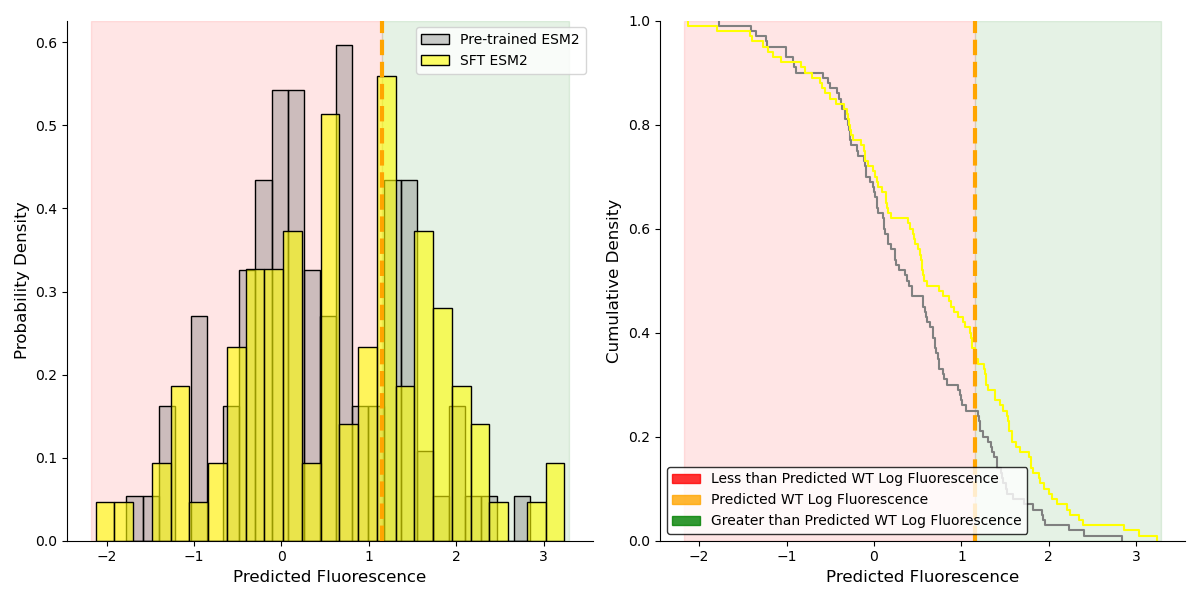 Probability Density
0.6
0.5
0.4
0.3
0.2
0.1
0.0
−2
−1
0
1
2
3
Predicted Fluorescence
Pre-trained ESM2
SFT ESM2
Cumulative Density
1.0
0.8
0.6
0.4
0.2
0.0
−2
−1
0
1
2
3
Predicted Fluorescence
Less than Predicted WT Log Fluorescence
Predicted WT Log Fluorescence
Greater than Predicted WT Log Fluorescence